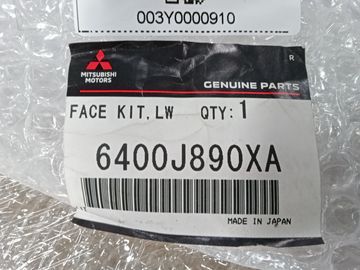 003Y0000910
R
MITSUBISHI
MOTORS
GENUINE PARTS
FACE KIT,LW QTY:1
6400J890XA
MADE IN JAPAN